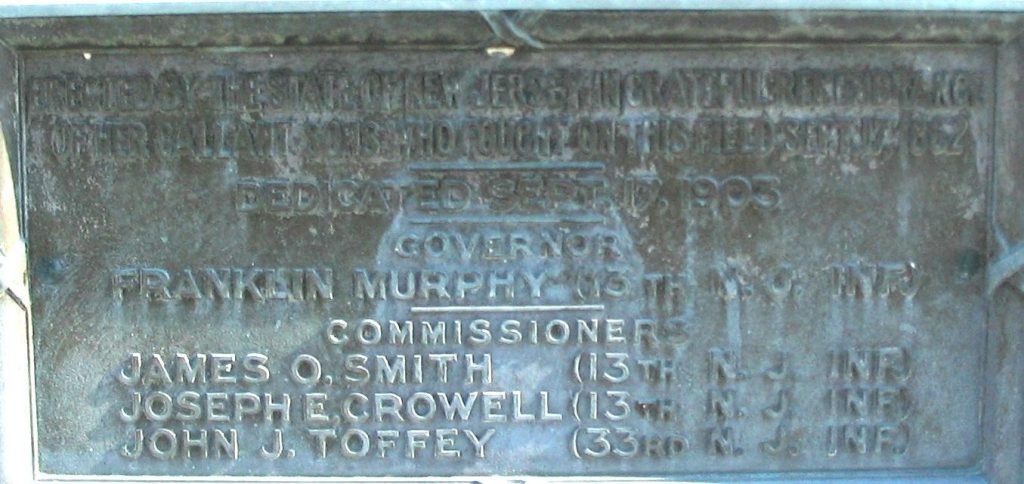 ERECTED BY THE STATE OF NEW JERSEY IN GRATEFUL REMEMBRANCE
OF HER GALLANT SONS WHO FOUGHT ON THIS FIELD SEPT. 17, 1862
DEDICATED SEPT. 17, 1903
GOVERNOR
FRANKLIN MURPHY (13TH N. J. INF.)
COMMISSIONERS
JAMES O. SMITH (13TH N. J. INF.)
JOSEPH E. CROWELL (13TH N. J. INF.)
JOHN J. TOFFEY (33RD N. J. INF.)